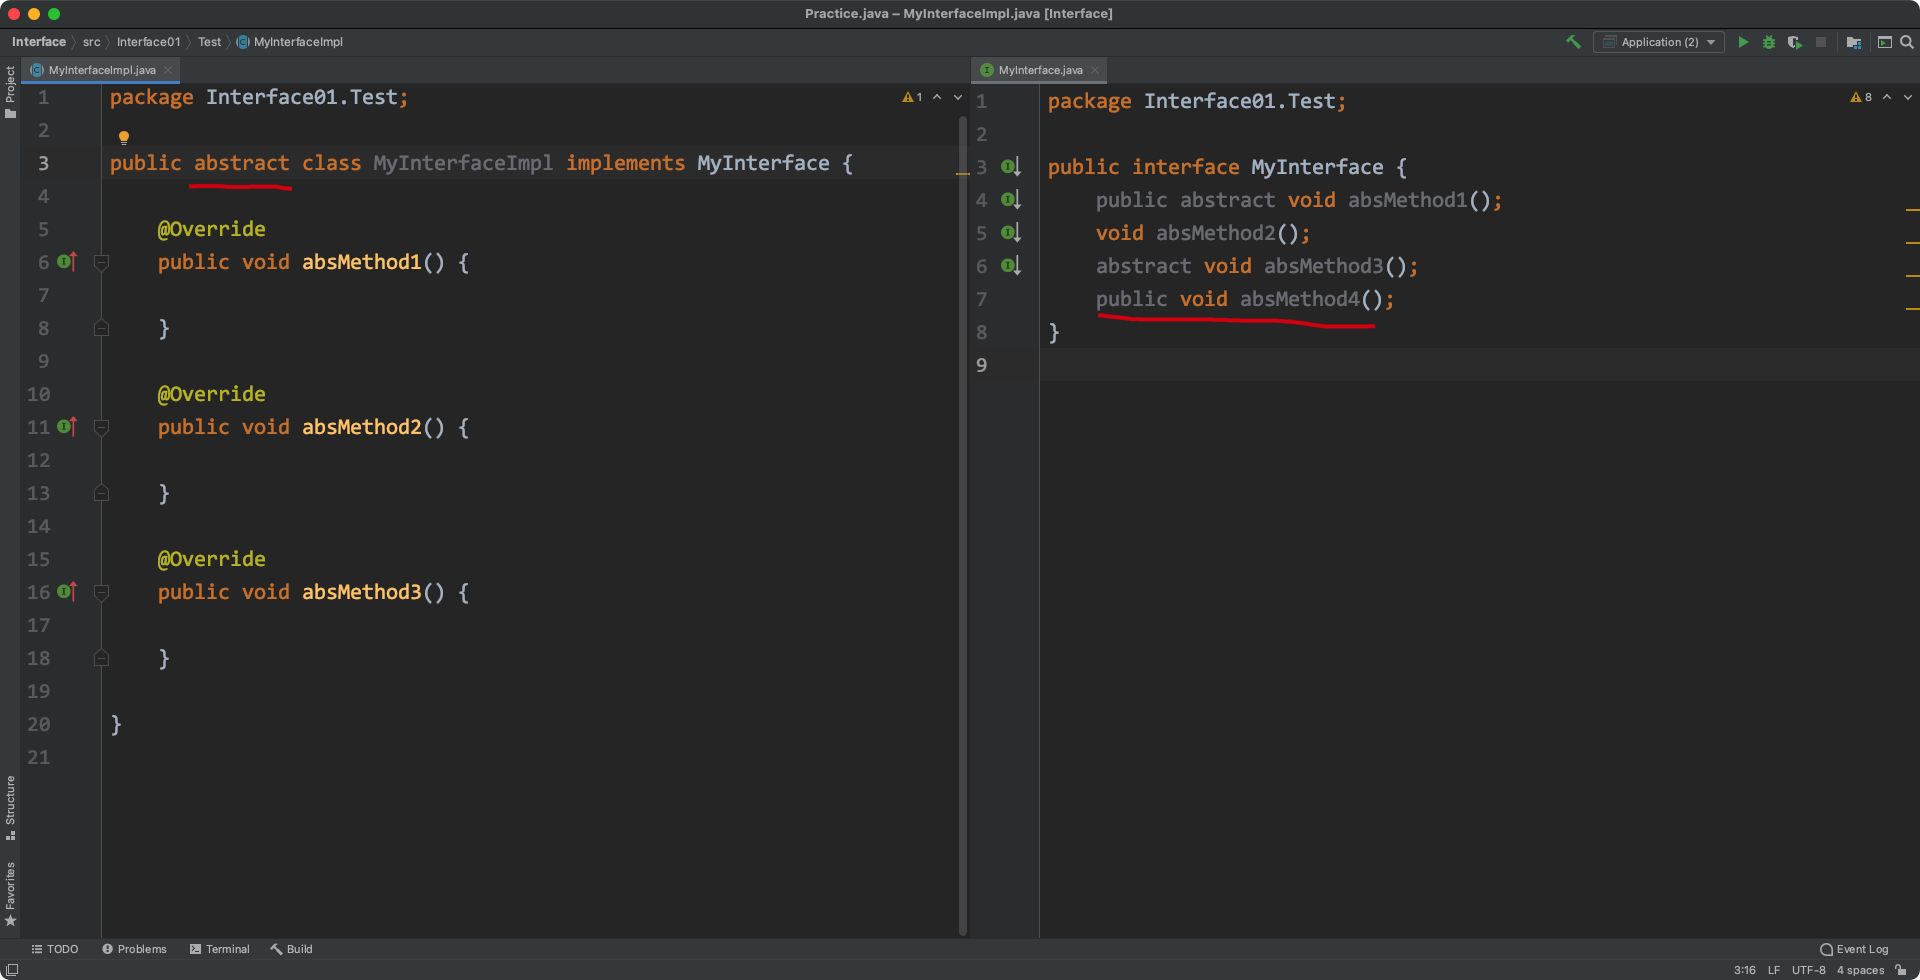 Practice.java – MyInterfaceImpl.java [Interface]
Interface src Interface01 Test MyInterfaceImpl
Application (2)
Project
MyInterfaceImpl.java
1 package Interface01.Test;
1
2
3 public abstract class MyInterfaceImpl implements MyInterface {
4
5 @Override
6 public void absMethod1() {
7
8 }
9
10 @Override
11 public void absMethod2() {
12
13 }
14
15 @Override
16 public void absMethod3() {
17
18 }
19
20 }
21
MyInterface.java
1 package Interface01.Test;
8
2
3 public interface MyInterface {
4 public abstract void absMethod1();
5 void absMethod2();
6 abstract void absMethod3();
7 public void absMethod4();
8 }
9
Structure
Favorites
TODO Problems Terminal Build Event Log
3:16 LF UTF-8 4 spaces